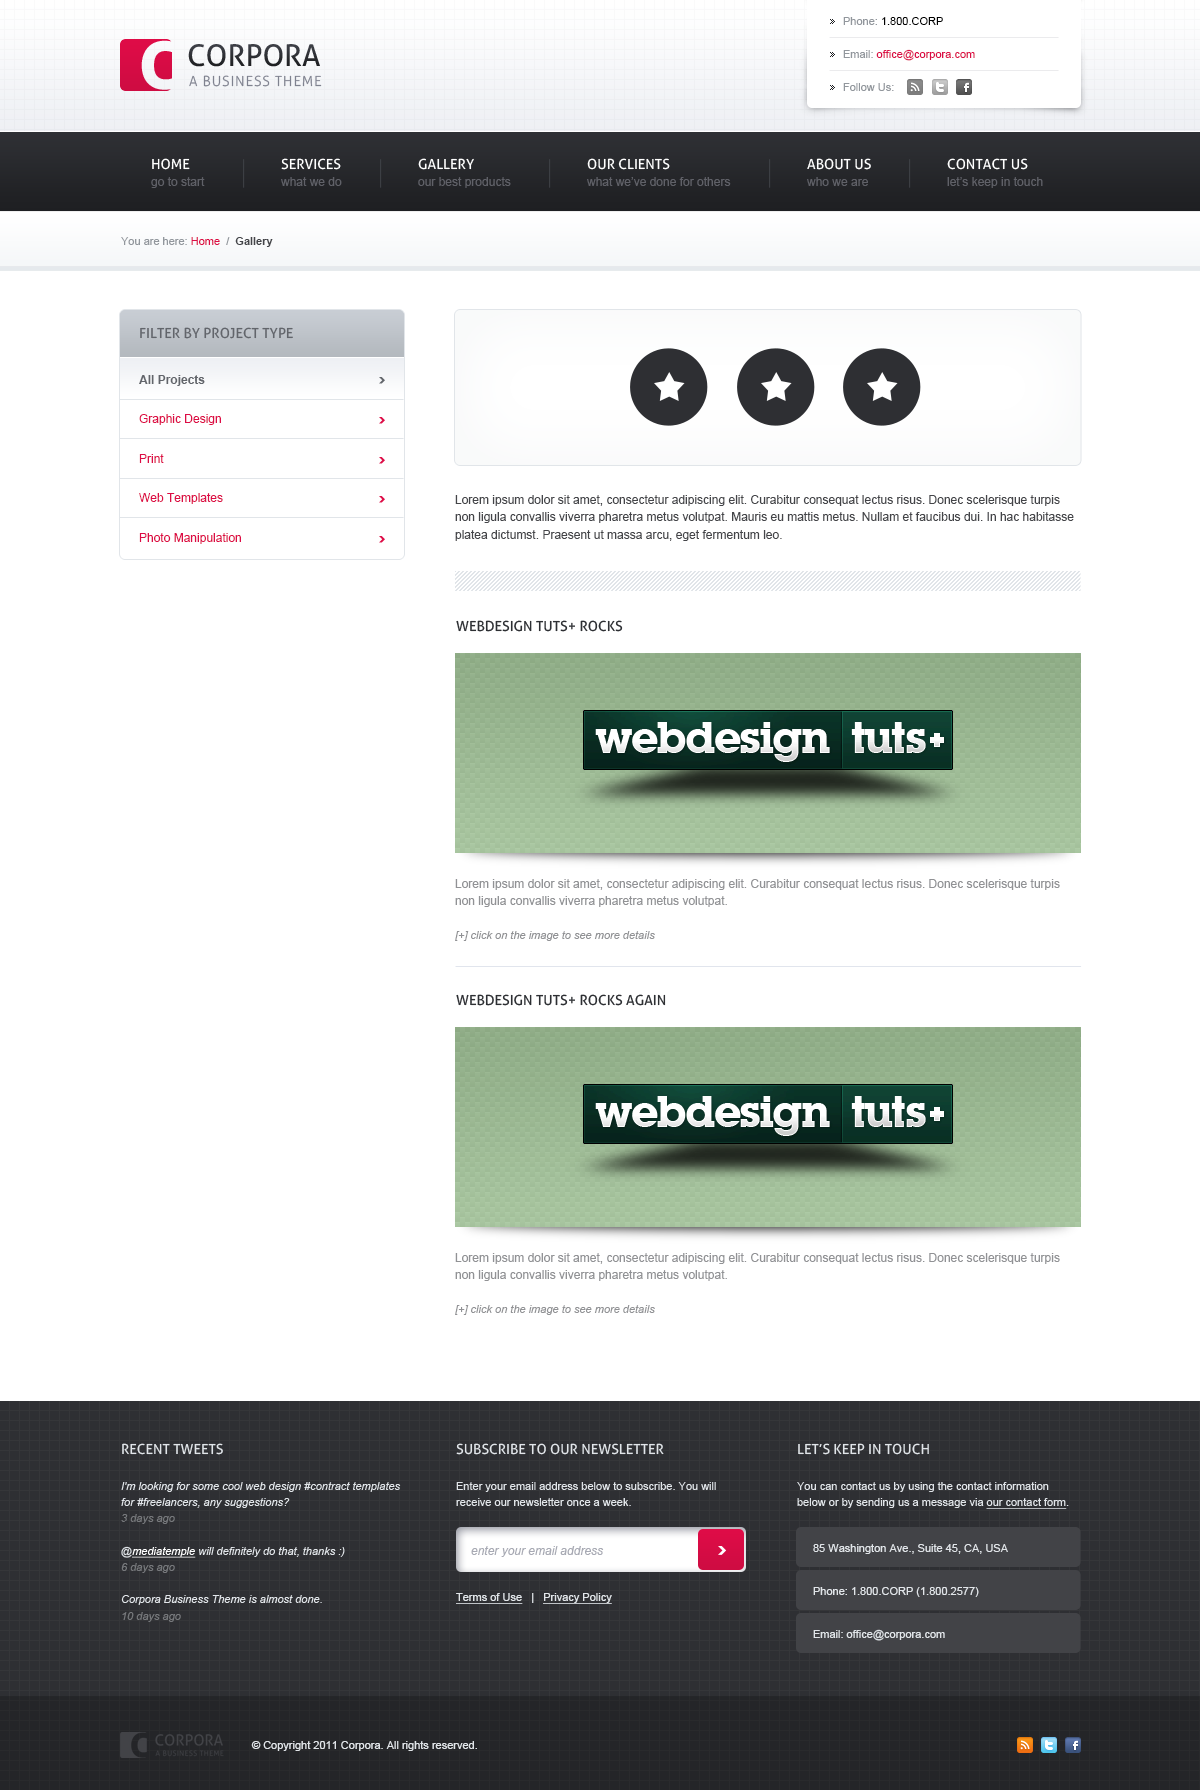 CORPORA
A BUSINESS THEME
Phone: 1.800.CORP
Email: office@corpora.com
Follow Us:
HOME
go to start
SERVICES
what we do
GALLERY
our best products
OUR CLIENTS
what we've done for others
ABOUT US
who we are
CONTACT US
let's keep in touch
You are here: Home / Gallery
FILTER BY PROJECT TYPE
All Projects
Graphic Design
Print
Web Templates
Photo Manipulation
Lorem ipsum dolor sit amet, consectetur adipiscing elit. Curabitur consequat lectus risus. Donec scelerisque turpis
non ligula convallis viverra pharetra metus volutpat. Mauris eu mattis metus. Nullam et faucibus dui. In hac habitasse
platea dictumst. Praesent ut massa arcu, eget fermentum leo.
WEBDESIGN TUTS+ ROCKS
webdesign tuts+
Lorem ipsum dolor sit amet, consectetur adipiscing elit. Curabitur consequat lectus risus. Donec scelerisque turpis
non ligula convallis viverra pharetra metus volutpat.
[+] click on the image to see more details
WEBDESIGN TUTS+ ROCKS AGAIN
webdesign tuts+
Lorem ipsum dolor sit amet, consectetur adipiscing elit. Curabitur consequat lectus risus. Donec scelerisque turpis
non ligula convallis viverra pharetra metus volutpat.
[+] click on the image to see more details
RECENT TWEETS
I'm looking for some cool web design #contract templates
for #freelancers, any suggestions?
3 days ago
@mediatemple will definitely do that, thanks :)
6 days ago
Corpora Business Theme is almost done.
10 days ago
SUBSCRIBE TO OUR NEWSLETTER
Enter your email address below to subscribe. You will
receive our newsletter once a week.
enter your email address
Terms of Use | Privacy Policy
LET'S KEEP IN TOUCH
You can contact us by using the contact information
below or by sending us a message via our contact form.
85 Washington Ave., Suite 45, CA, USA
Phone: 1.800.CORP (1.800.2577)
Email: office@corpora.com
CORPORA
A BUSINESS THEME
© Copyright 2011 Corpora. All rights reserved.